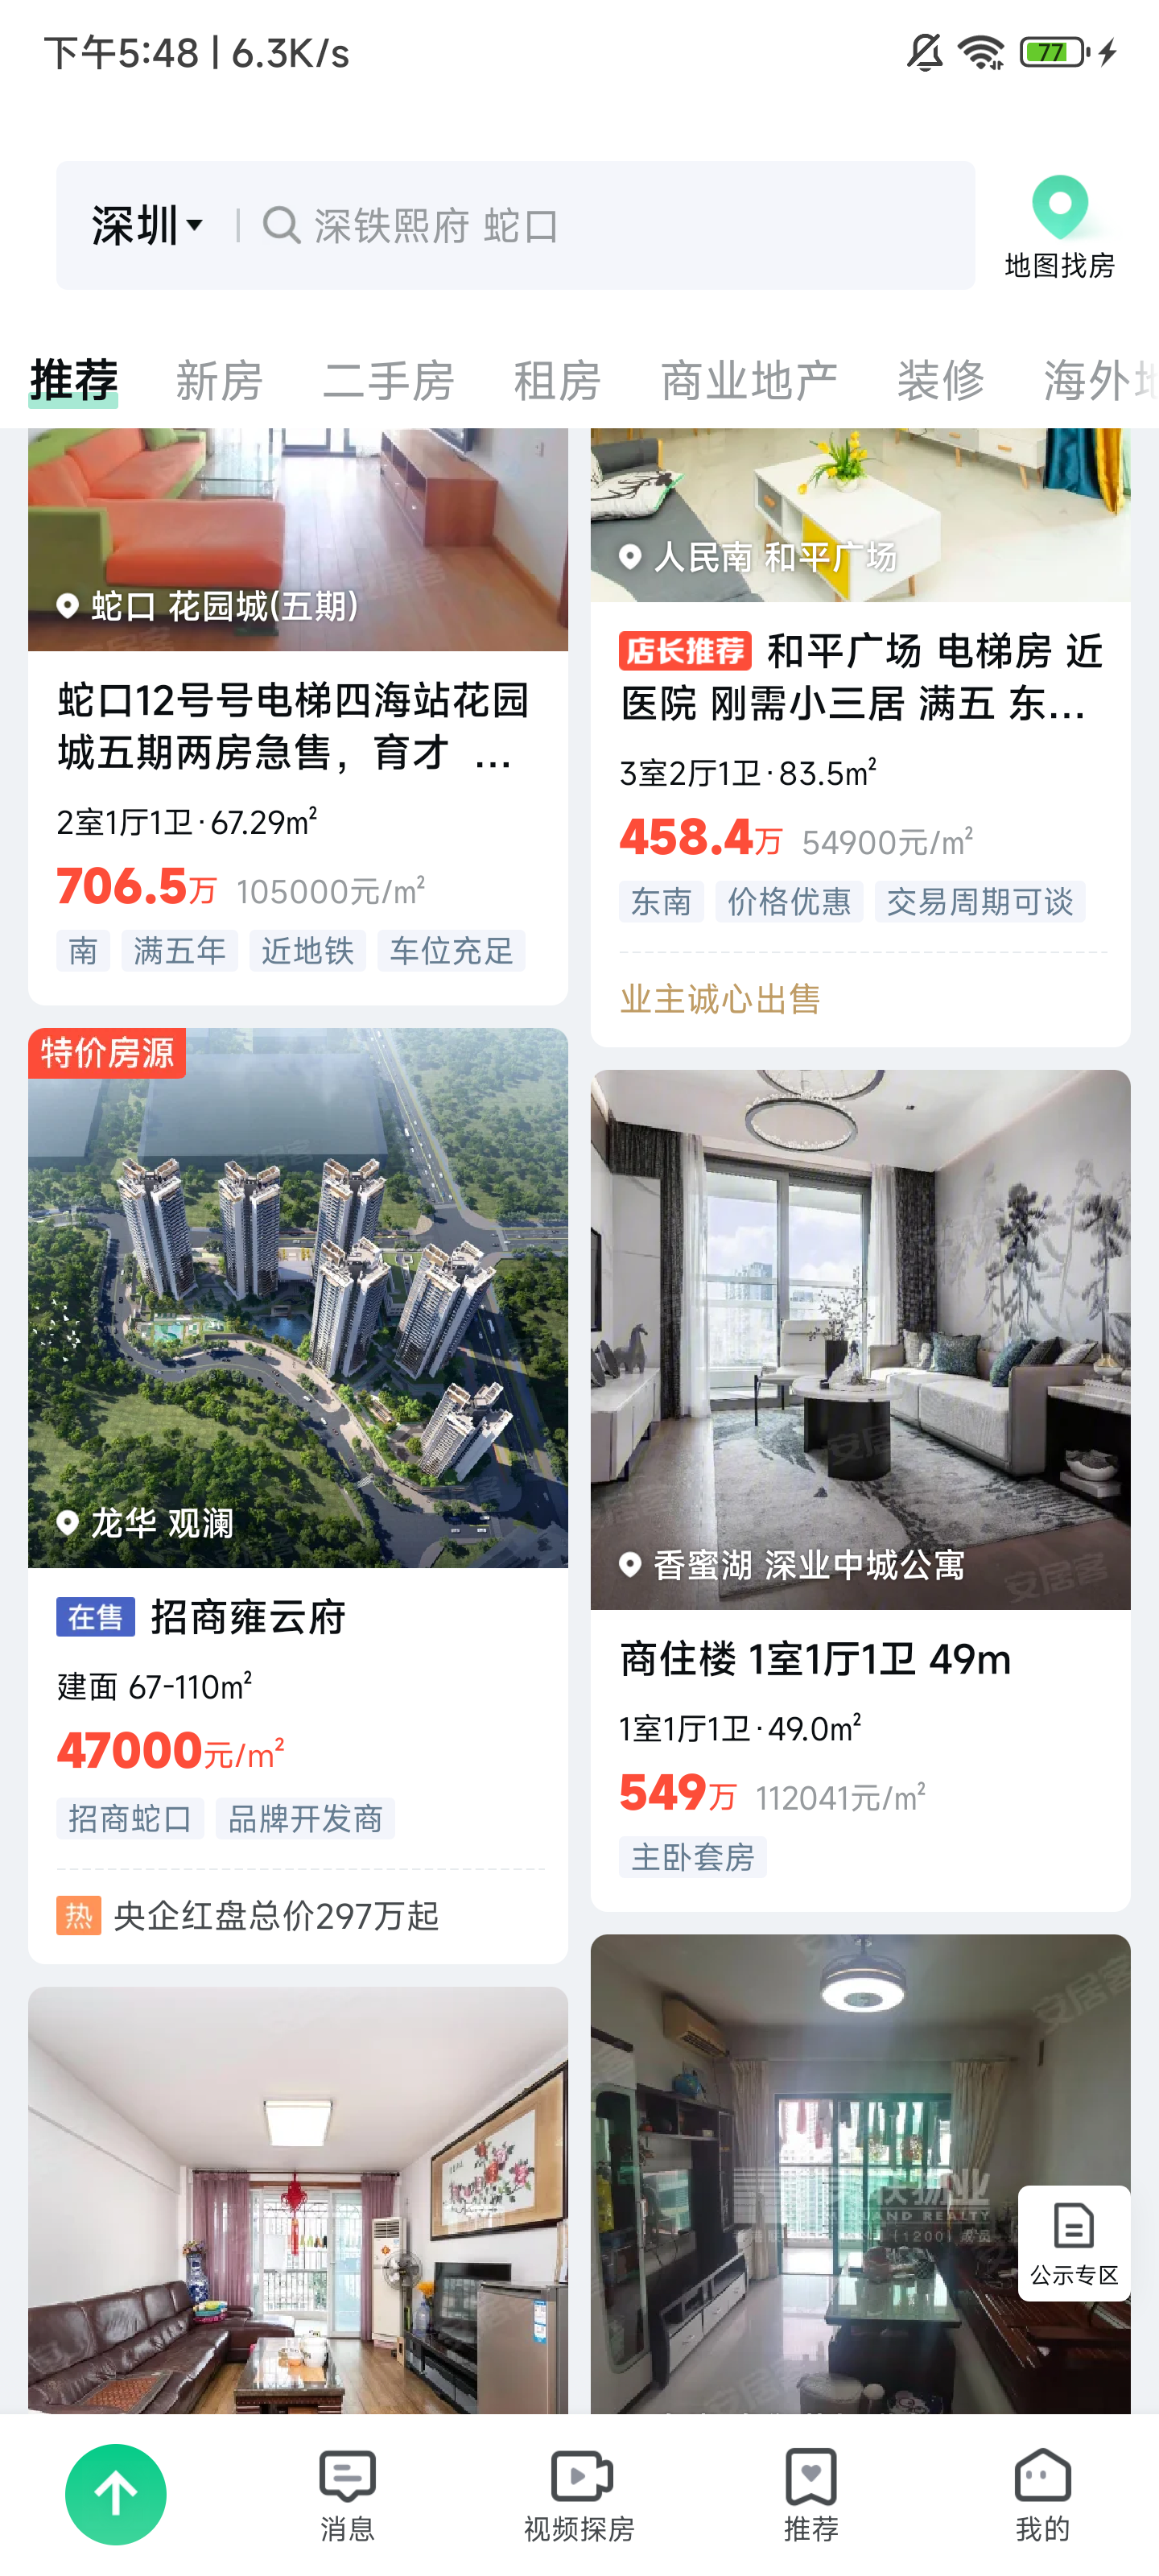 下午5:48 | 6.3K/s
77
深圳
深铁熙府 蛇口
地图找房
推荐
新房
二手房
租房
商业地产
装修
海外地
蛇口 花园城(五期)
蛇口12号号电梯四海站花园
城五期两房急售，育才 ...
2室1厅1卫·67.29m²
706.5万 105000元/m²
南 满五年 近地铁 车位充足
人民南 和平广场
店长推荐 和平广场 电梯房 近
医院 刚需小三居 满五 东...
3室2厅1卫·83.5m²
458.4万 54900元/m²
东南 价格优惠 交易周期可谈
业主诚心出售
特价房源
龙华 观澜
在售 招商雍云府
建面 67-110m²
47000元/m²
招商蛇口 品牌开发商
热 央企红盘总价297万起
安居客
香蜜湖 深业中城公寓
商住楼 1室1厅1卫 49m
1室1厅1卫·49.0m²
549万 112041元/m²
主卧套房
安居客
公示专区
消息
视频探房
推荐
我的